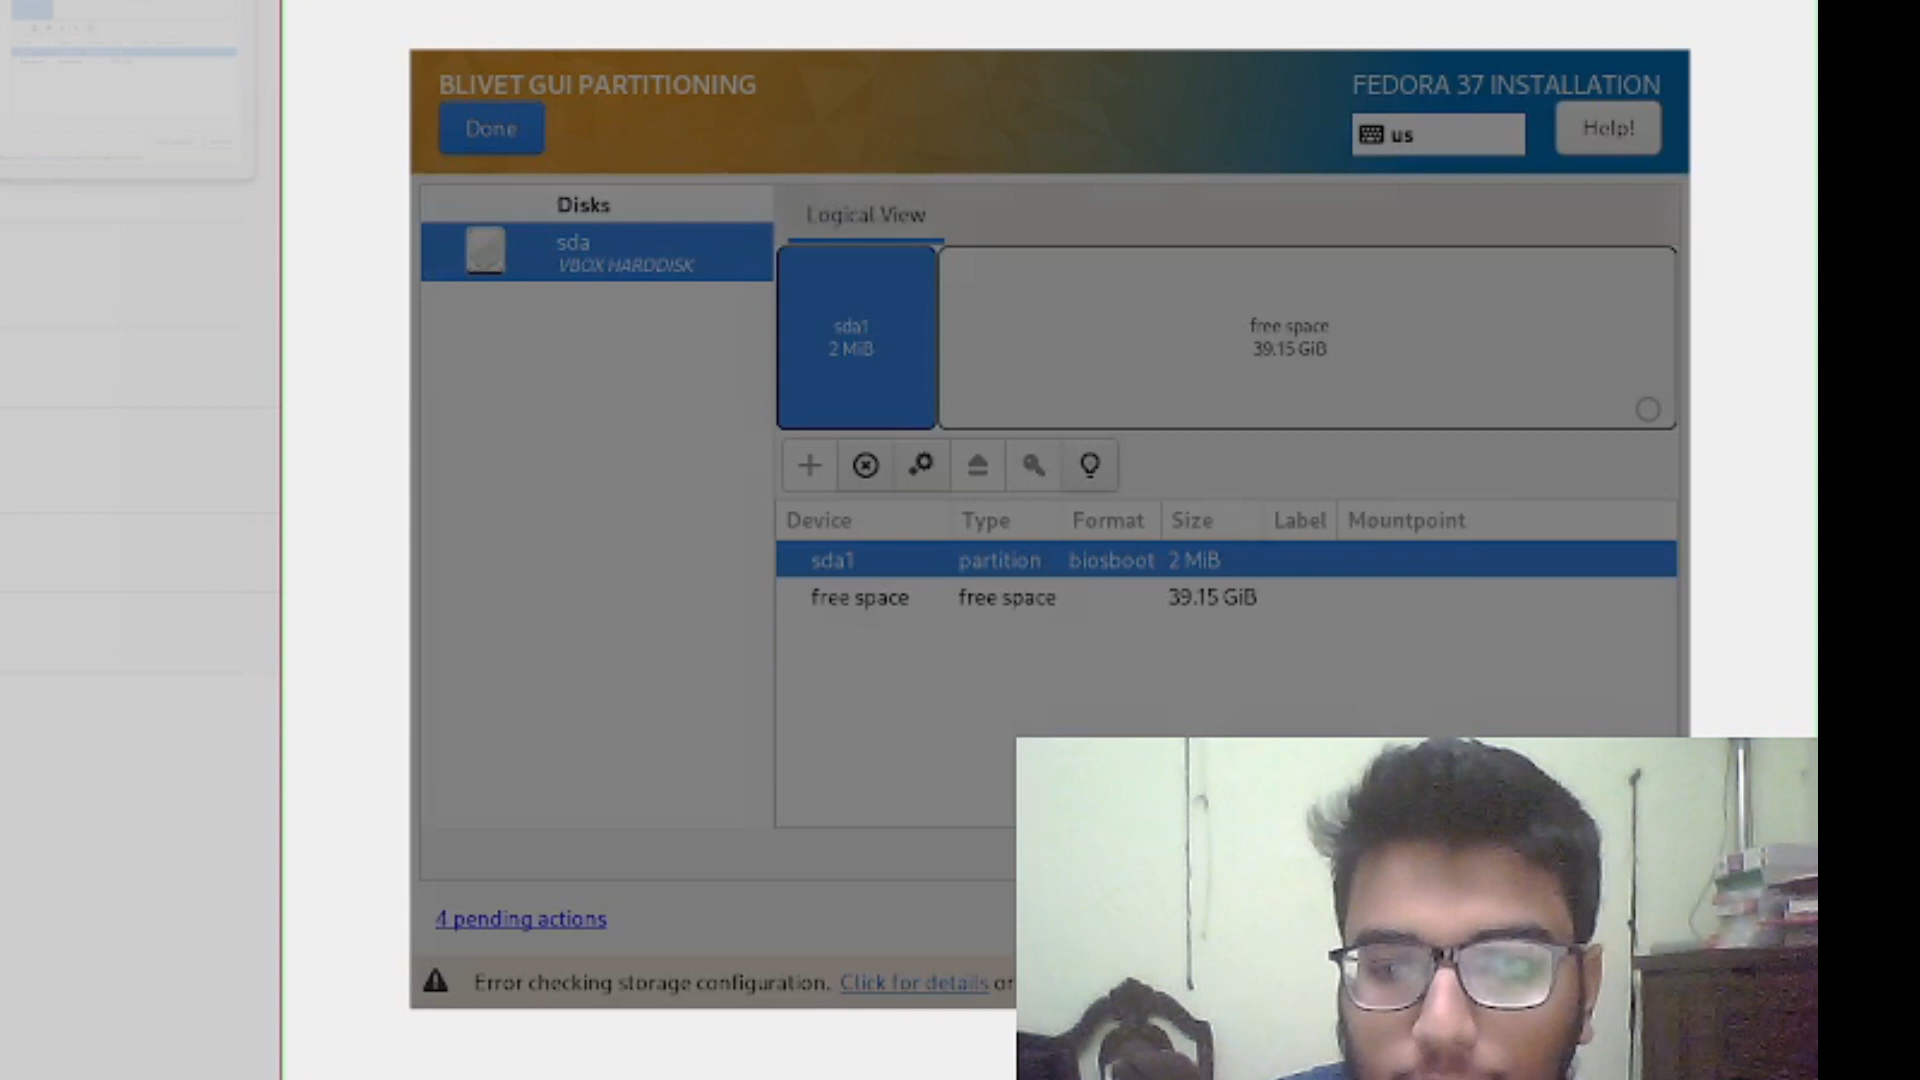 BLIVET GUI PARTITIONING
FEDORA 37 INSTALLATION
Done
us
Help!
Disks
sda
VBOX HARDDISK
Logical View
sda1
2 MiB
free space
39.15 GiB
Device Type Format Size Label Mountpoint
sda1 partition biosboot 2 MiB
free space free space 39.15 GiB
4 pending actions
Error checking storage configuration. Click for details or